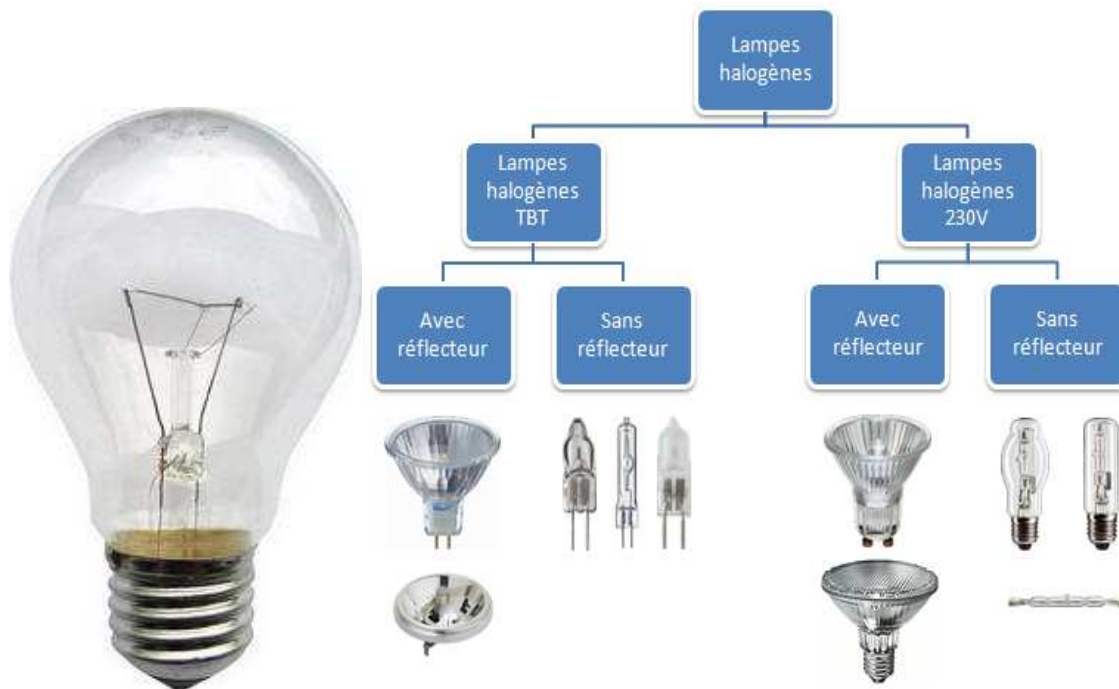 Lampes
halogènes
Lampes
halogènes
TBT
Lampes
halogènes
230V
Avec
réflecteur
Sans
réflecteur
Avec
réflecteur
Sans
réflecteur